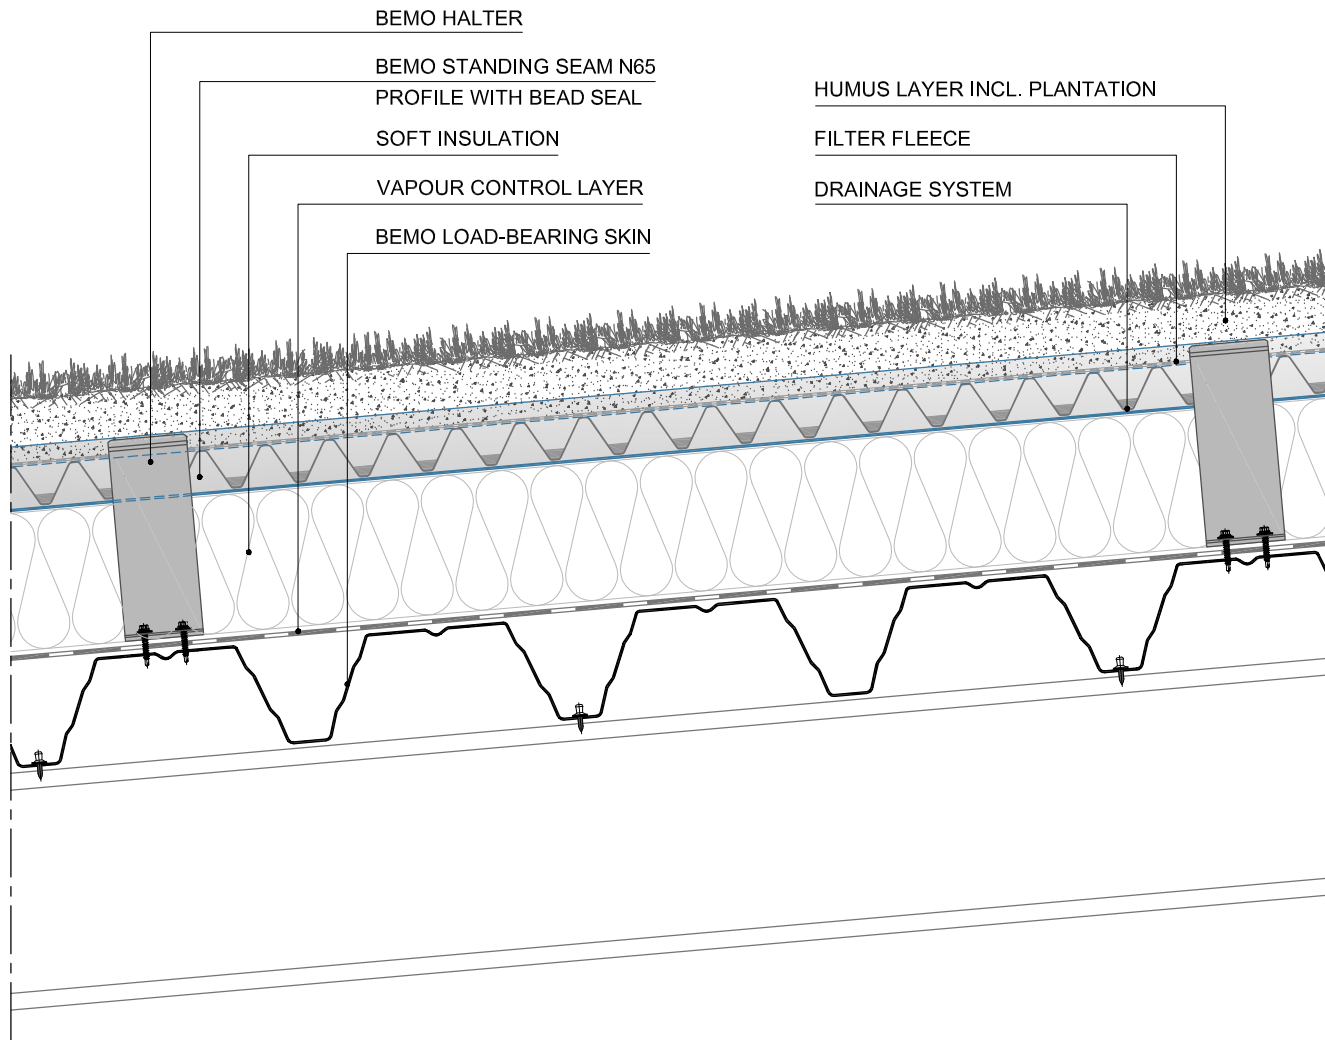 BEMO HALTER
BEMO STANDING SEAM N65
PROFILE WITH BEAD SEAL
SOFT INSULATION
VAPOUR CONTROL LAYER
BEMO LOAD-BEARING SKIN
HUMUS LAYER INCL. PLANTATION
FILTER FLEECE
DRAINAGE SYSTEM